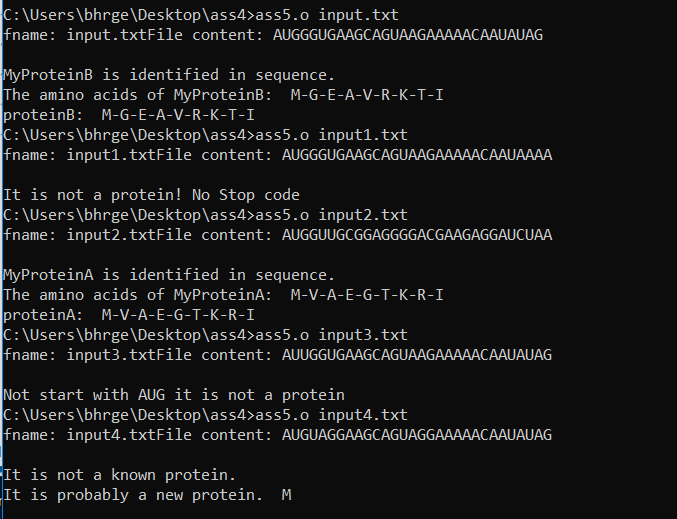 C:\Users\bhrge\Desktop\ass4>ass5.o input.txt
fname: input.txtFile content: AUGGGUGAAGCAGUAAGAAAAACAAUAUAG
MyProteinB is identified in sequence.
The amino acids of MyProteinB:  M-G-E-A-V-R-K-T-I
proteinB:  M-G-E-A-V-R-K-T-I
C:\Users\bhrge\Desktop\ass4>ass5.o input1.txt
fname: input1.txtFile content: AUGGGUGAAGCAGUAAGAAAAACAAUAAAA
It is not a protein! No Stop code
C:\Users\bhrge\Desktop\ass4>ass5.o input2.txt
fname: input2.txtFile content: AUGGUUGCGGAGGGGACGAAGAGGAUCUAA
MyProteinA is identified in sequence.
The amino acids of MyProteinA:  M-V-A-E-G-T-K-R-I
proteinA:  M-V-A-E-G-T-K-R-I
C:\Users\bhrge\Desktop\ass4>ass5.o input3.txt
fname: input3.txtFile content: AUUGGUGAAGCAGUAAGAAAAACAAUAUAG
Not start with AUG it is not a protein
C:\Users\bhrge\Desktop\ass4>ass5.o input4.txt
fname: input4.txtFile content: AUGUAGGAAGCAGUAGGAAAAACAAUAUAG
It is not a known protein.
It is probably a new protein.  M